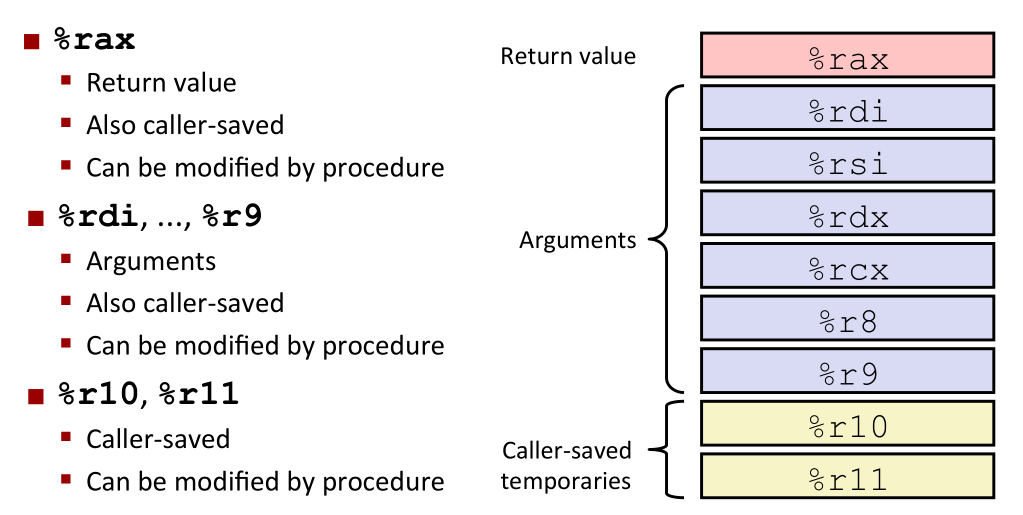 %rax
Return value
Also caller-saved
Can be modified by procedure
%rdi, ..., %r9
Arguments
Also caller-saved
Can be modified by procedure
%r10, %r11
Caller-saved
Can be modified by procedure
Return value
%rax
Arguments
%rdi
%rsi
%rdx
%rcx
%r8
%r9
Caller-saved
temporaries
%r10
%r11